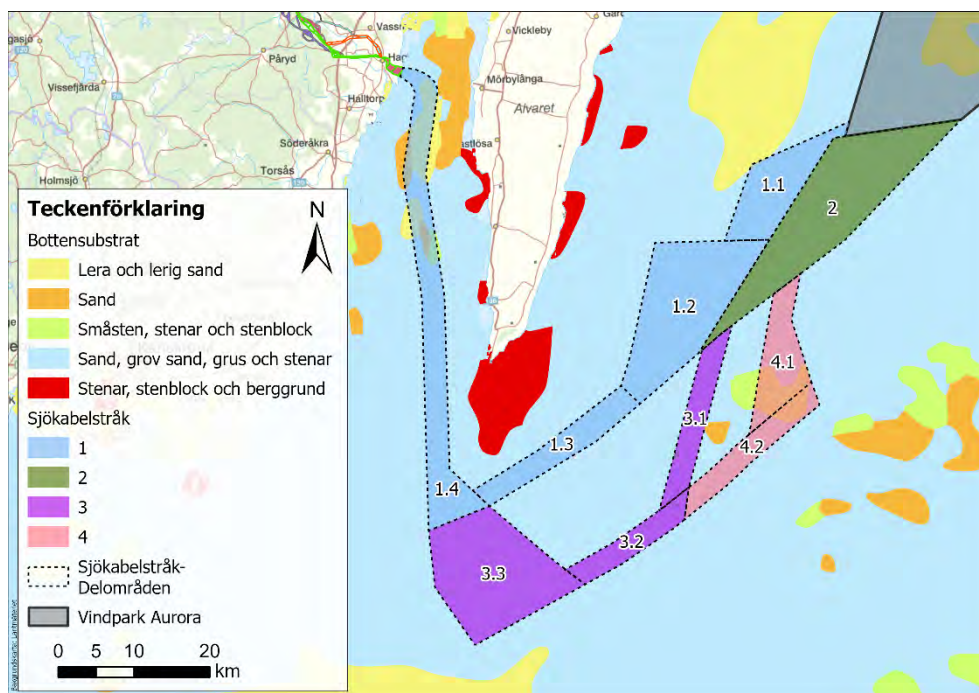 Vickleby
Påryd
Vissefjärda
Mörbylånga
Halltorp
Alvaret
Söderåkra
Holmsjö
Torsås
Teckenförklaring
N
Bottensubstrat
Lera och lerig sand
Sand
Småsten, stenar och stenblock
Sand, grov sand, grus och stenar
Stenar, stenblock och berggrund
Sjökabelstråk
1
2
3
4
Sjökabelstråk-
Delområden
Vindpark Aurora
0 5 10 20
km
1.1
2
1.2
4.1
3.1
1.3
4.2
1.4
3.2
3.3